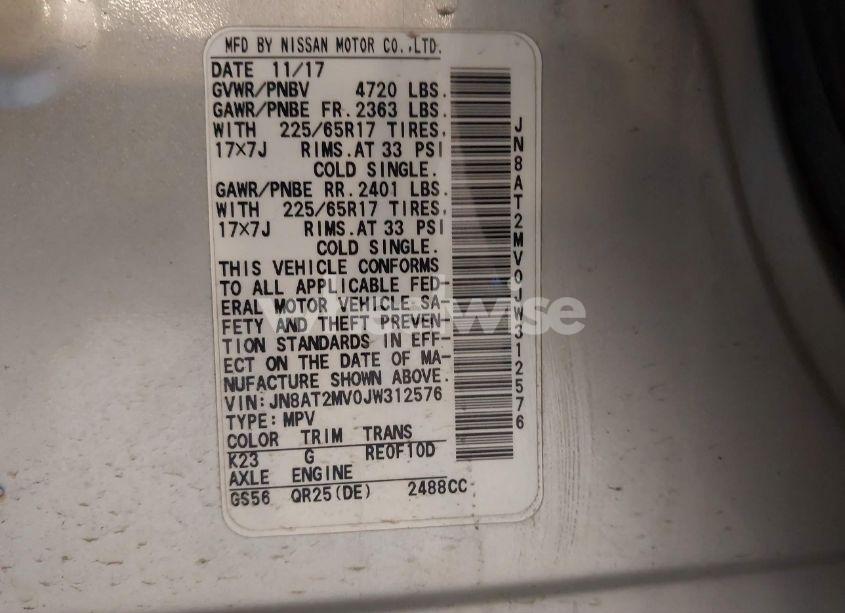 MFD BY NISSAN MOTOR CO.,LTD.
DATE 11/17
GVWR/PNBV 4720 LBS.
GAWR/PNBE FR.2363 LBS.
WITH 225/65R17 TIRES,
17×7J RIMS.AT 33 PSI
COLD SINGLE.
GAWR/PNBE RR.2401 LBS.
WITH 225/65R17 TIRES,
17×7J RIMS.AT 33 PSI
COLD SINGLE.
THIS VEHICLE CONFORMS
TO ALL APPLICABLE FED-
ERAL MOTOR VEHICLE SA-
FETY AND THEFT PREVEN-
TION STANDARDS IN EFF-
ECT ON THE DATE OF MA-
NUFACTURE SHOWN ABOVE.
VIN:JN8AT2MV0JW312576
TYPE:MPV
COLOR TRIM TRANS
K23 G RE0F10D
AXLE ENGINE
GS56 QR25(DE) 2488CC
JN8AT2MV0JW312576